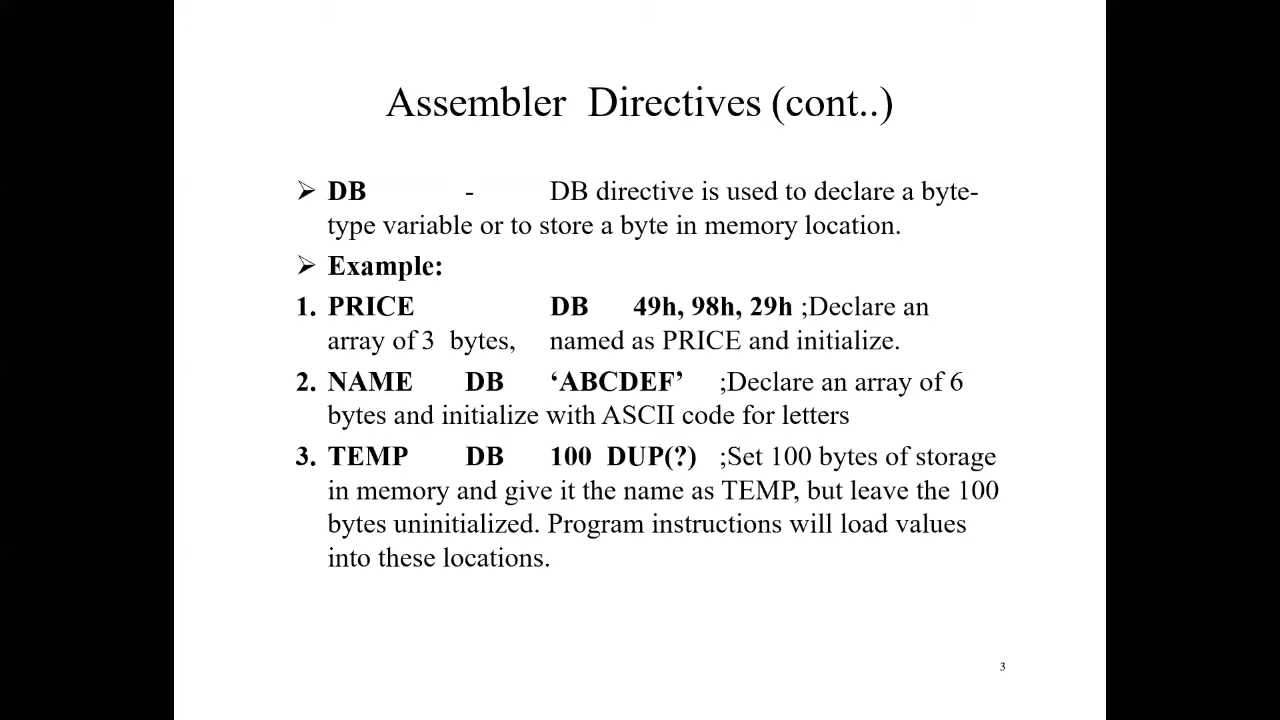 Assembler Directives (cont..)
➢ DB - DB directive is used to declare a byte-
type variable or to store a byte in memory location.
➢ Example:
1. PRICE DB 49h, 98h, 29h ;Declare an
array of 3 bytes, named as PRICE and initialize.
2. NAME DB ‘ABCDEF’ ;Declare an array of 6
bytes and initialize with ASCII code for letters
3. TEMP DB 100 DUP(?) ;Set 100 bytes of storage
in memory and give it the name as TEMP, but leave the 100
bytes uninitialized. Program instructions will load values
into these locations.
3